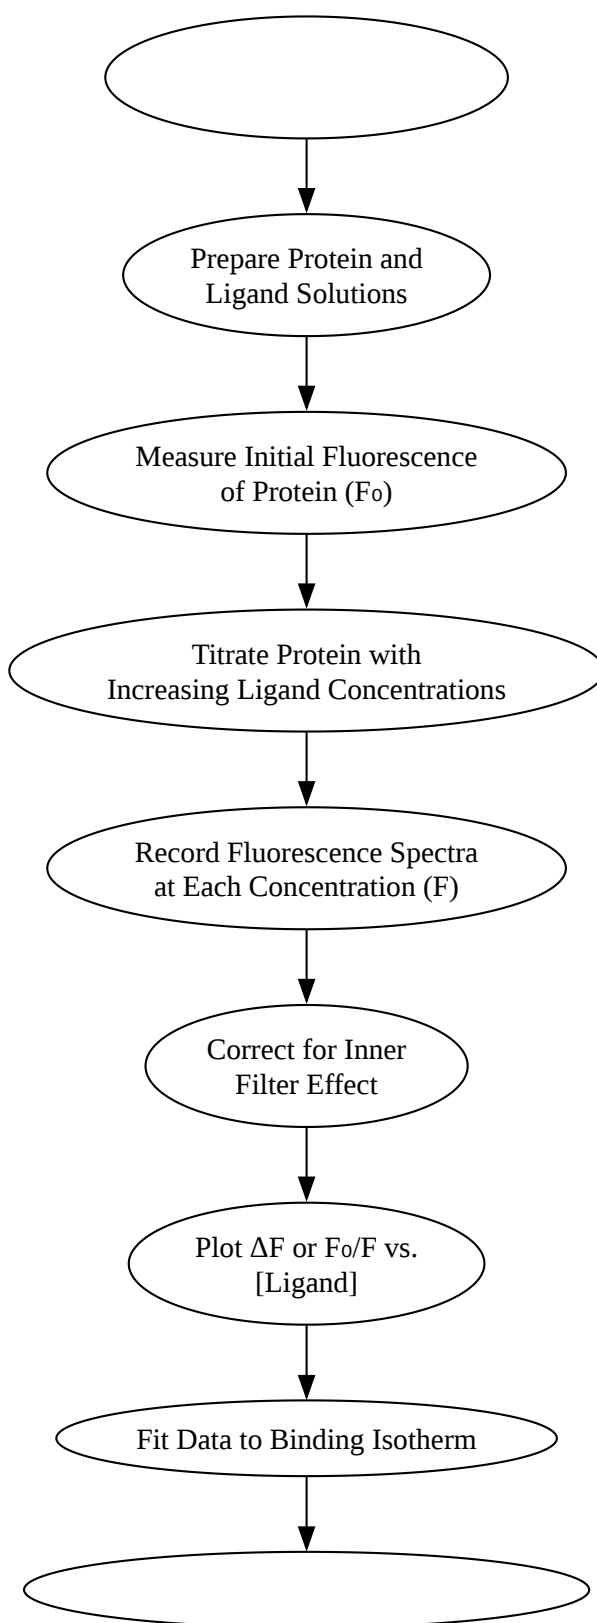 Prepare Protein and
Ligand Solutions
Measure Initial Fluorescence
of Protein (F₀)
Titrate Protein with
Increasing Ligand Concentrations
Record Fluorescence Spectra
at Each Concentration (F)
Correct for Inner
Filter Effect
Plot ΔF or F₀/F vs.
[Ligand]
Fit Data to Binding Isotherm